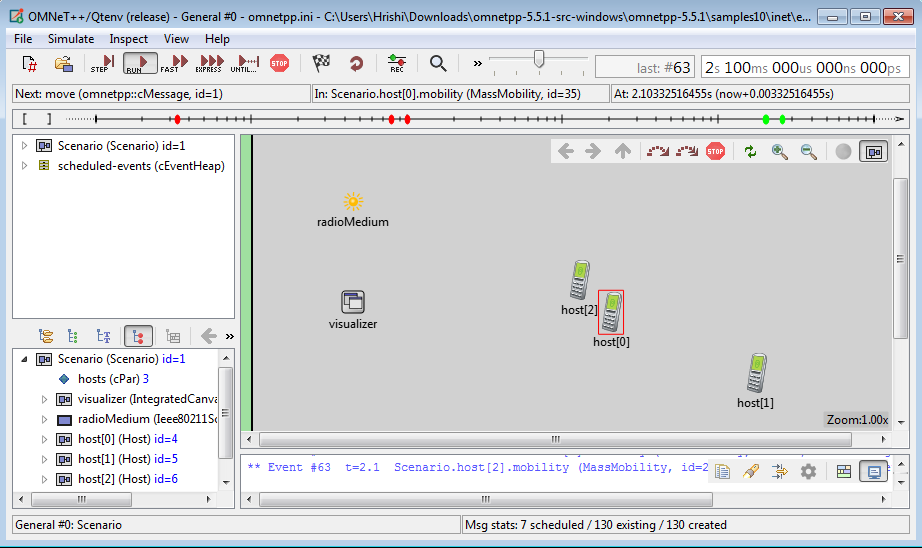 OMNeT++/Qtenv (release) - General #0 - omnetpp.ini - C:\Users\Hrishi\Downloads\omnetpp-5.5.1-src-windows\omnetpp-5.5.1\samples10\inet\e...
File Simulate Inspect View Help
STEP RUN FAST EXPRESS UNTIL... STOP REC » last: #63 2s 100ms 000us 000ns 000ps
Next: move (omnetpp::cMessage, id=1) In: Scenario.host[0].mobility (MassMobility, id=35) At: 2.10332516455s (now+0.00332516455s)
[ ]
Scenario (Scenario) id=1
scheduled-events (cEventHeap)
STOP
radioMedium
visualizer
host[2]
host[0]
host[1]
Zoom:1.00x
»
Scenario (Scenario) id=1
hosts (cPar) 3
visualizer (IntegratedCanva
radioMedium (Ieee80211Sc
host[0] (Host) id=4
host[1] (Host) id=5
host[2] (Host) id=6
** Event #63 t=2.1 Scenario.host[2].mobility (MassMobility, id=2
General #0: Scenario Msg stats: 7 scheduled / 130 existing / 130 created